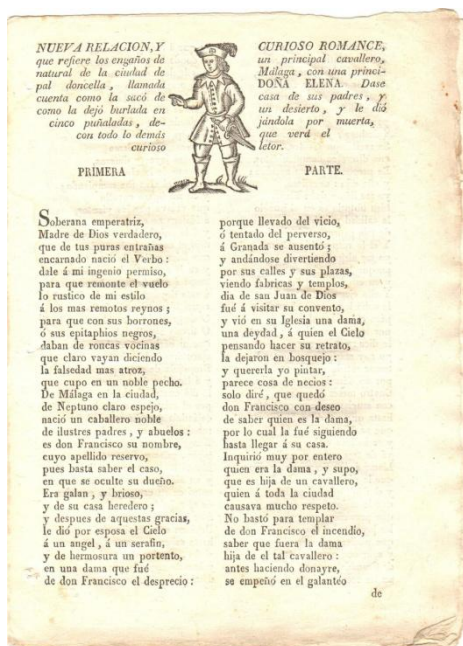 NUEVA RELACION, Y
que refiere los engaños de
natural de la ciudad de
pal doncella, llamada
cuenta como la sacó de
como la dejó burlada en
cinco puñaladas, de-
con todo lo demás
curioso
CURIOSO ROMANCE,
un principal cavallero,
Málaga, con una princi-
DOÑA ELENA. Dase
casa de sus padres, y
un desierto, y le dió
jándola por muerta,
que verá el
letor.
PRIMERA PARTE.
Soberana emperatriz,
Madre de Dios verdadero,
que de tus puras entrañas
encarnado nació el Verbo:
dale á mi ingenio permiso,
para que remonte el vuelo
lo rustico de mi estilo
á los mas remotos reynos;
para que con sus borrones,
ó sus epitaphios negros,
daban de roncas vocinas
que claro vayan diciendo
la falsedad mas atroz,
que cupo en un noble pecho.
De Málaga en la ciudad,
de Neptuno claro espejo,
nació un caballero noble
de ilustres padres, y abuelos:
es don Francisco su nombre,
cuyo apellido reservo,
pues basta saber el caso,
en que se oculte su dueño.
Era galan, y brioso,
y de su casa heredero;
y despues de aquestas gracias,
le dió por esposa el Cielo
á un angel, á un serafin,
y de hermosura un portento,
en una dama que fué
de don Francisco el desprecio:
porque llevado del vicio,
ó tentado del perverso,
á Granada se ausentó;
y andándose divertiendo
por sus calles y sus plazas,
viendo fabricas y templos,
dia de san Juan de Dios
fué á visitar su convento,
y vió en su Iglesia una dama,
una deydad, á quien el Cielo
pensando hacer su retrato,
la dejaron en bosquejo:
y quererla yo pintar,
parece cosa de necios:
solo diré, que quedó
don Francisco con deseo
de saber quien es la dama,
por lo cual la fué siguiendo
hasta llegar á su casa.
Inquirió muy por entero
quien era la dama, y supo,
que es hija de un cavallero,
quien á toda la ciudad
causava mucho respeto.
No bastó para templar
de don Francisco el incendio,
saber que fuera la dama
hija de el tal cavallero:
antes haciendo donayre,
se empeñó en el galantéo
de